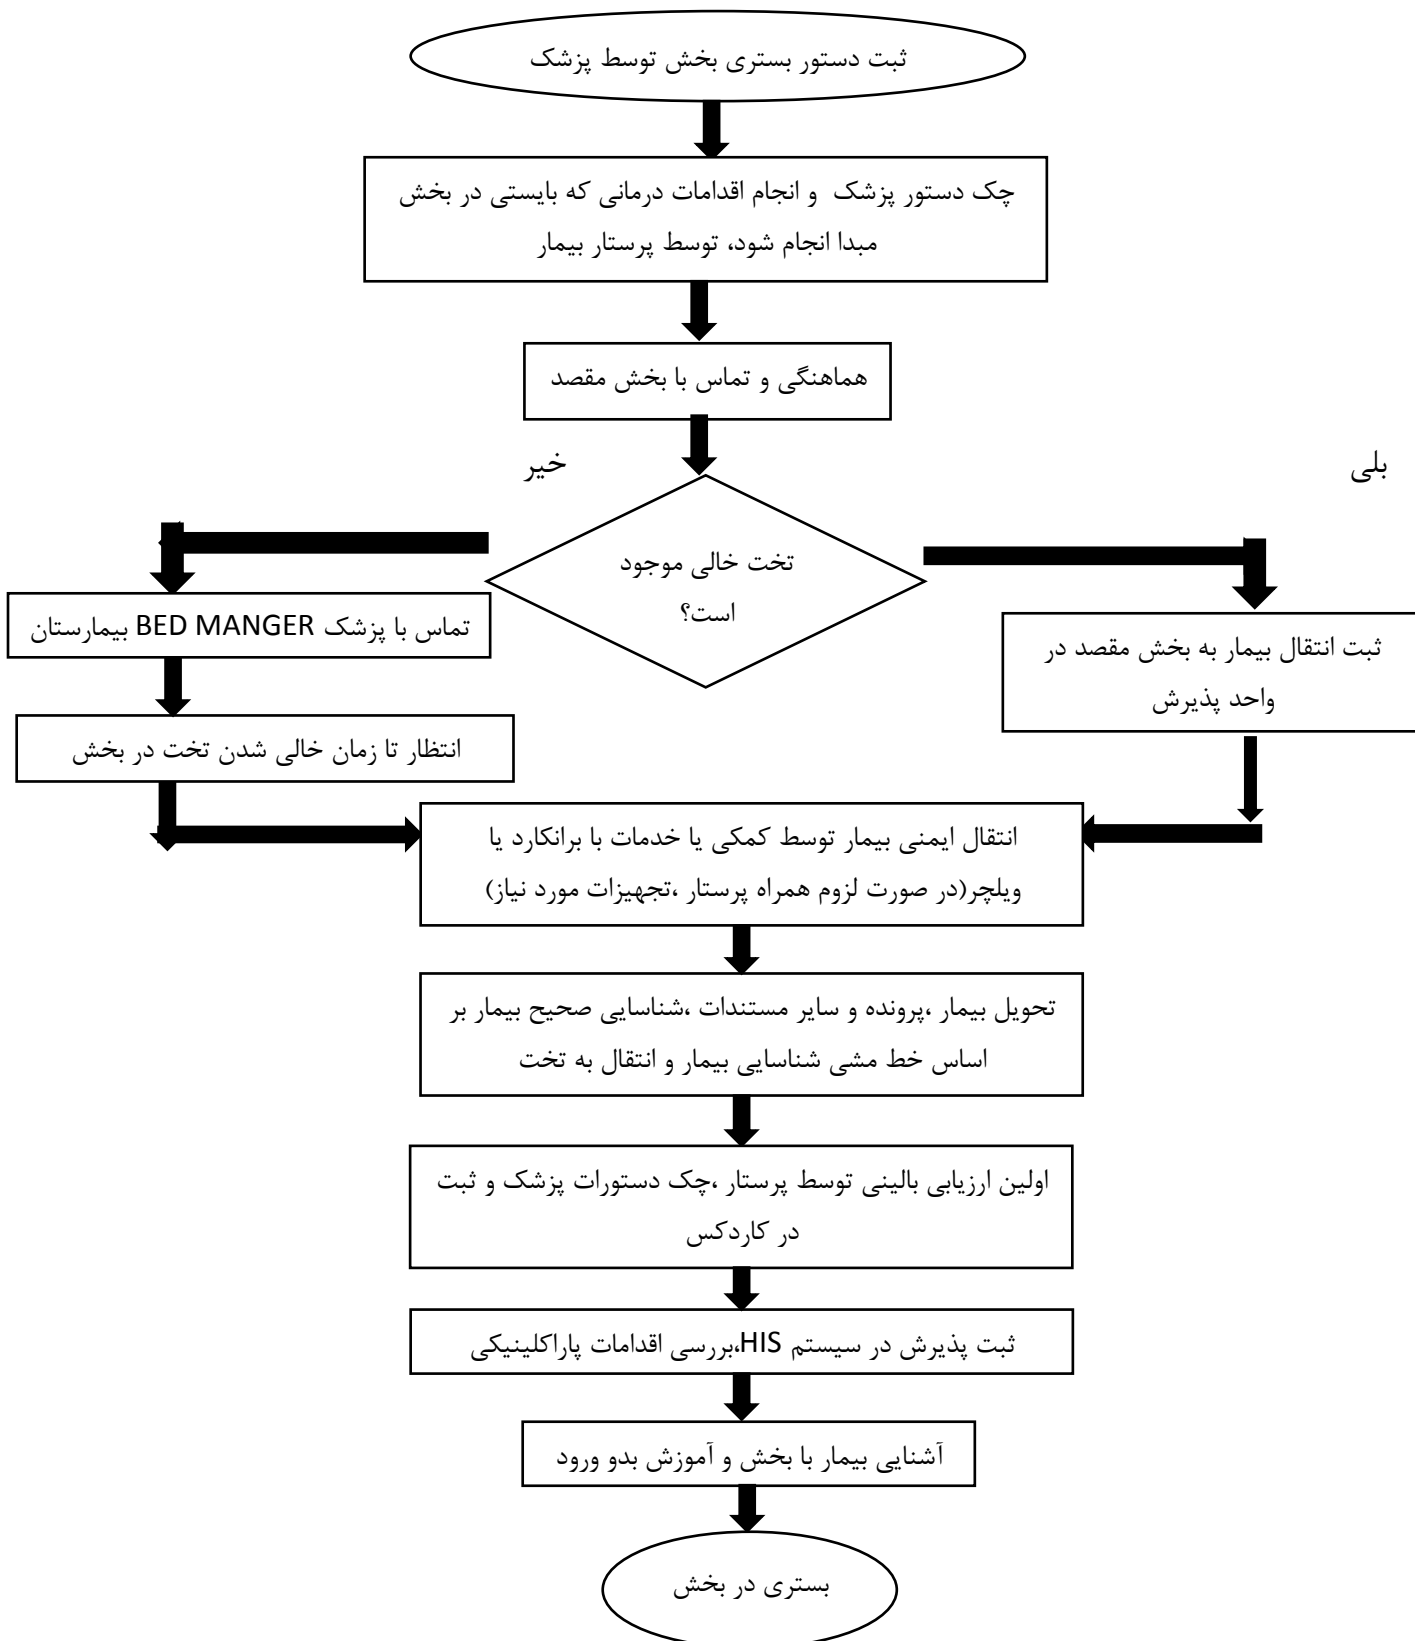 ثبت دستور بستری بخش توسط پزشک
چک دستور پزشک و انجام اقدامات درمانی که بایستی در بخش
مبدا انجام شود، توسط پرستار بیمار
هماهنگی و تماس با بخش مقصد
بلی
خیر
تخت خالی موجود
است؟
تماس با پزشک BED MANGER بیمارستان
ثبت انتقال بیمار به بخش مقصد در
واحد پذیرش
انتظار تا زمان خالی شدن تخت در بخش
انتقال ایمنی بیمار توسط کمکی یا خدمات با برانکارد یا
ویلچر(در صورت لزوم همراه پرستار ،تجهیزات مورد نیاز)
تحویل بیمار ،پرونده و سایر مستندات ،شناسایی صحیح بیمار بر
اساس خط مشی شناسایی بیمار و انتقال به تخت
اولین ارزیابی بالینی توسط پرستار ،چک دستورات پزشک و ثبت
در کاردکس
ثبت پذیرش در سیستم HIS،بررسی اقدامات پاراکلینیکی
آشنایی بیمار با بخش و آموزش بدو ورود
بستری در بخش